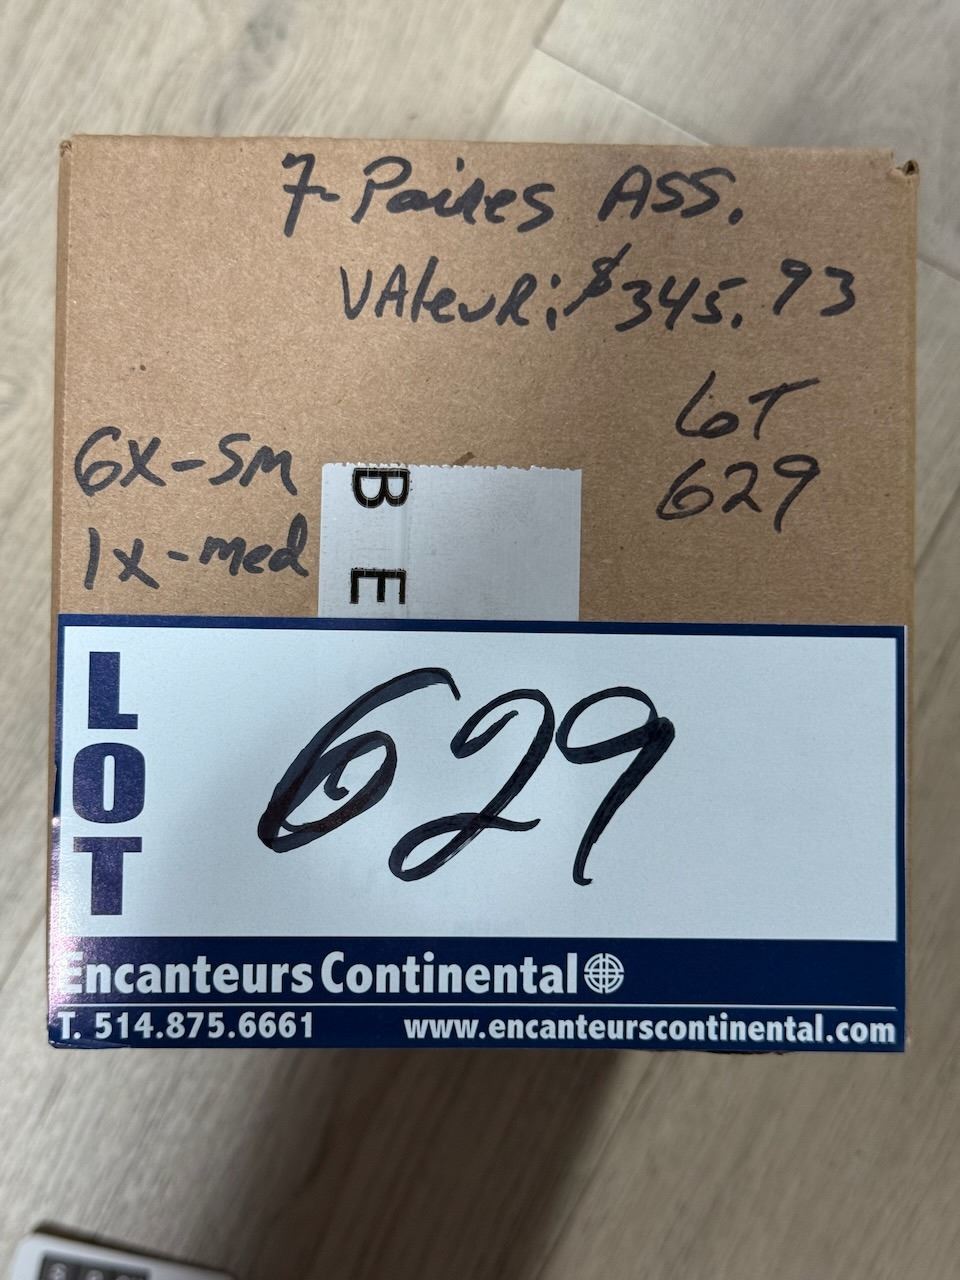 7-Paires ASS.
VAleuR: $345.93
LOT
629
6X-SM
1X-med
B E
LOT
629
Encanteurs Continental
T. 514.875.6661 www.encanteurscontinental.com